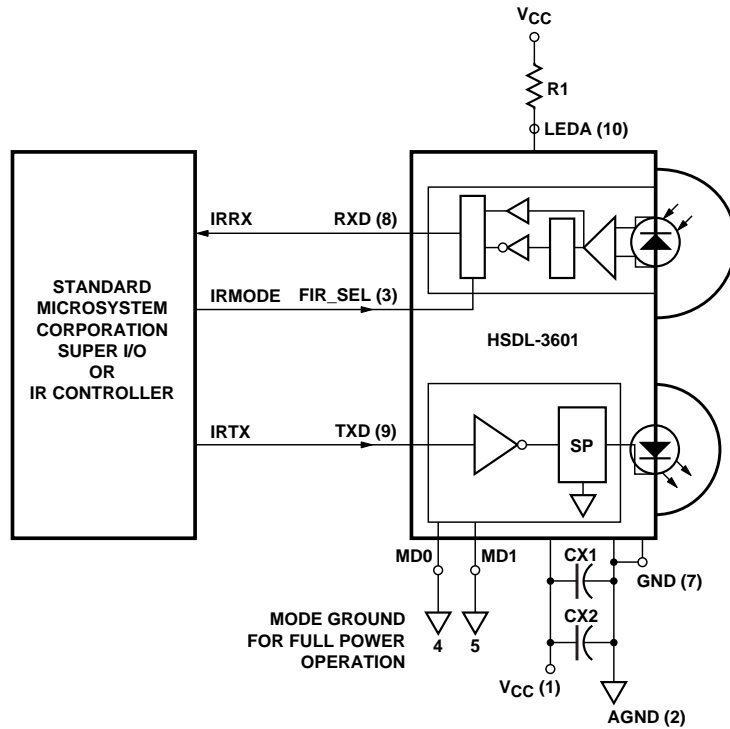 VCC
R1
LEDA (10)
IRRX
RXD (8)
STANDARD
MICROSYSTEM
CORPORATION
SUPER I/O
OR
IR CONTROLLER
IRMODE
FIR_SEL (3)
HSDL-3601
IRTX
TXD (9)
SP
MD0
MD1
CX1
GND (7)
MODE GROUND
FOR FULL POWER
OPERATION
4
5
CX2
VCC (1)
AGND (2)